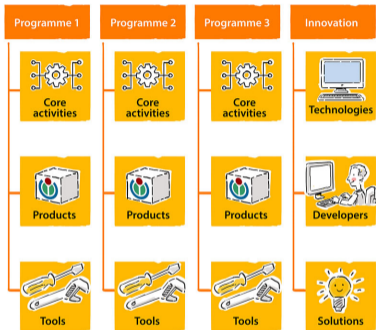 Programme 1
Programme 2
Programme 3
Innovation
Core
activities
Core
activities
Core
activities
Technologies
Products
Products
Products
Developers
Tools
Tools
Tools
Solutions